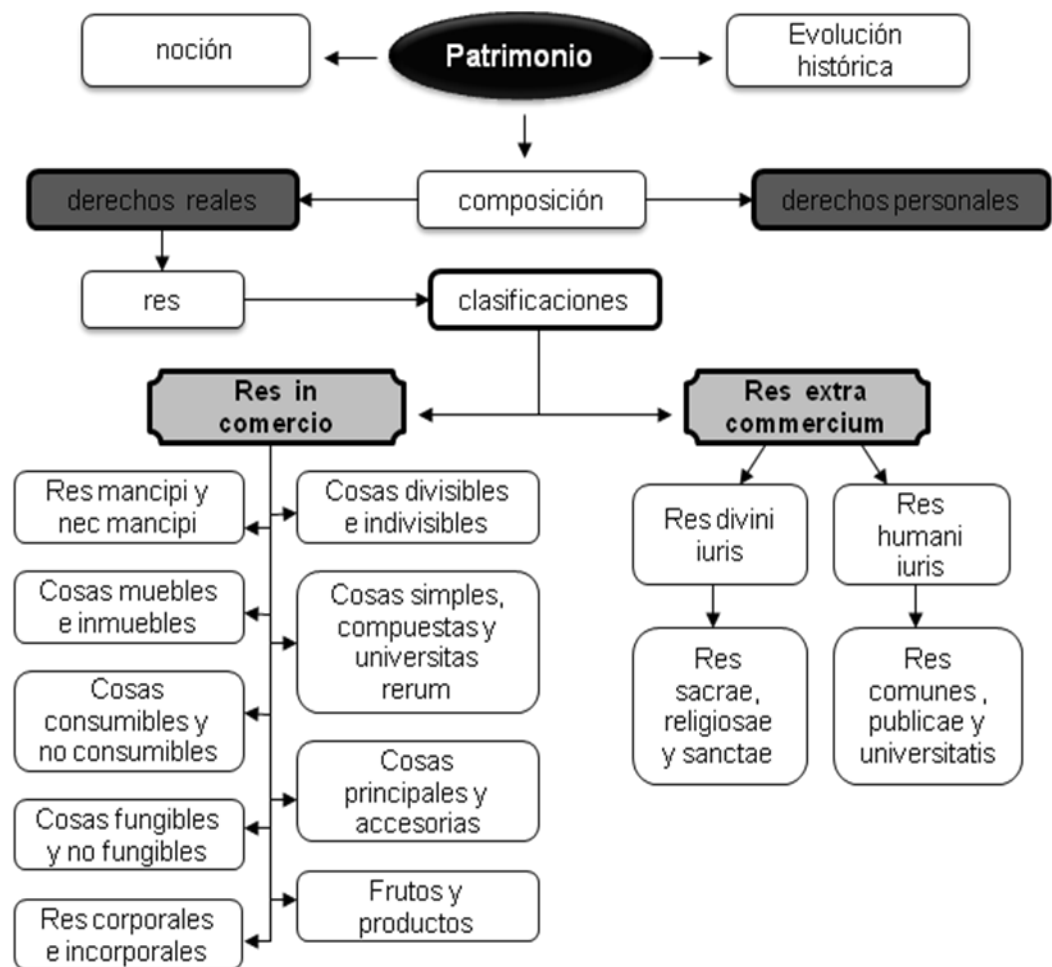 noción
Patrimonio
Evolución
histórica
derechos reales
composición
derechos personales
res
clasificaciones
Res in
comercio
Res extra
commercium
Res mancipi y
nec mancipi
Cosas divisibles
e indivisibles
Res divini
iuris
Res
humani
iuris
Cosas muebles
e inmuebles
Cosas simples,
compuestas y
universitas
rerum
Res
sacrae,
religiosae
y sanctae
Res
comunes ,
publicae y
universitatis
Cosas
consumibles y
no consumibles
Cosas
principales y
accesorias
Cosas fungibles
y no fungibles
Frutos y
productos
Res corporales
e incorporales